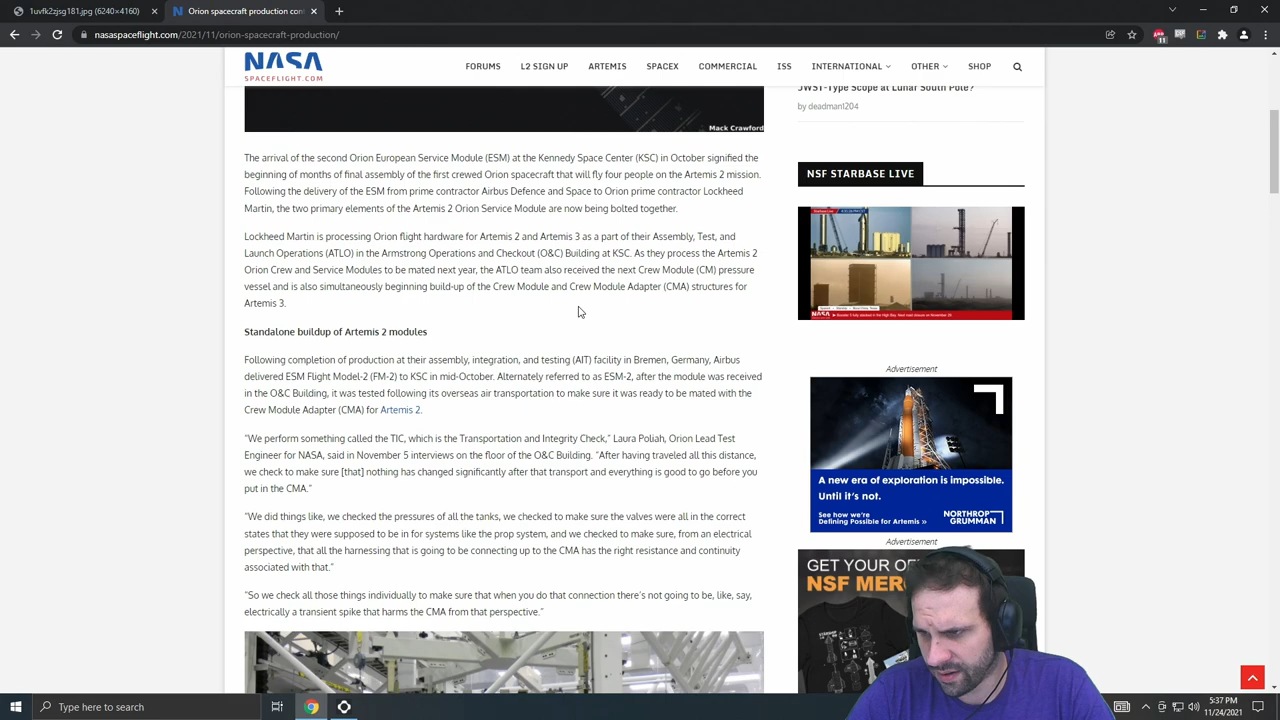 1uvfk2zjsg181.jpg (6240×4160)
Orion spacecraft production:
nasaspaceflight.com/2021/11/orion-spacecraft-production/
11
NASA
SPACEFLIGHT.COM
FORUMS
L2 SIGN UP
ARTEMIS
SPACEX
COMMERCIAL
ISS
INTERNATIONAL
OTHER
SHOP
Mack Crawford
The arrival of the second Orion European Service Module (ESM) at the Kennedy Space Center (KSC) in October signified the
beginning of months of final assembly of the first crewed Orion spacecraft that will fly four people on the Artemis 2 mission.
Following the delivery of the ESM from prime contractor Airbus Defence and Space to Orion prime contractor Lockheed
Martin, the two primary elements of the Artemis 2 Orion Service Module are now being bolted together.
Lockheed Martin is processing Orion flight hardware for Artemis 2 and Artemis 3 as a part of their Assembly, Test, and
Launch Operations (ATLO) in the Armstrong Operations and Checkout (O&C) Building at KSC. As they process the Artemis 2
Orion Crew and Service Modules to be mated next year, the ATLO team also received the next Crew Module (CM) pressure
vessel and is also simultaneously beginning build-up of the Crew Module and Crew Module Adapter (CMA) structures for
Artemis 3.
Standalone buildup of Artemis 2 modules
Following completion of production at their assembly, integration, and testing (AIT) facility in Bremen, Germany, Airbus
delivered ESM Flight Model-2 (FM-2) to KSC in mid-October. Alternately referred to as ESM-2, after the module was received
in the O&C Building, it was tested following its overseas air transportation to make sure it was ready to be mated with the
Crew Module Adapter (CMA) for Artemis 2.
“We perform something called the TIC, which is the Transportation and Integrity Check,” Laura Poliah, Orion Lead Test
Engineer for NASA, said in November 5 interviews on the floor of the O&C Building. “After having traveled all this distance,
we check to make sure [that] nothing has changed significantly after that transport and everything is good to go before you
put in the CMA.”
“We did things like, we checked the pressures of all the tanks, we checked to make sure the valves were all in the correct
states that they were supposed to be in for systems like the prop system, and we checked to make sure, from an electrical
perspective, that all the harnessing that is going to be connecting up to the CMA has the right resistance and continuity
associated with that.”
“So we check all those things individually to make sure that when you do that connection there’s not going to be, like, say,
electrically a transient spike that harms the CMA from that perspective.”
JWST-Type Scope at Lunar South Pole?
by deadman1204
NSF STARBASE LIVE
NASA
Advertisement
A new era of exploration is impossible.
Until it’s not.
See how we’re
Defining Possible for Artemis »
NORTHROP
GRUMMAN
Advertisement
GET YOUR
NSF
Type here to search
5:37 PM
11/24/2021